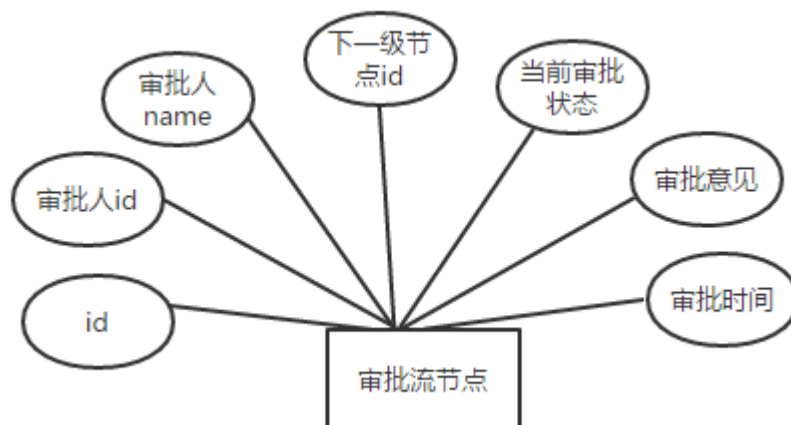 下一级节
点id
当前审批
状态
审批人
name
审批意见
审批人id
审批时间
id
审批流节点